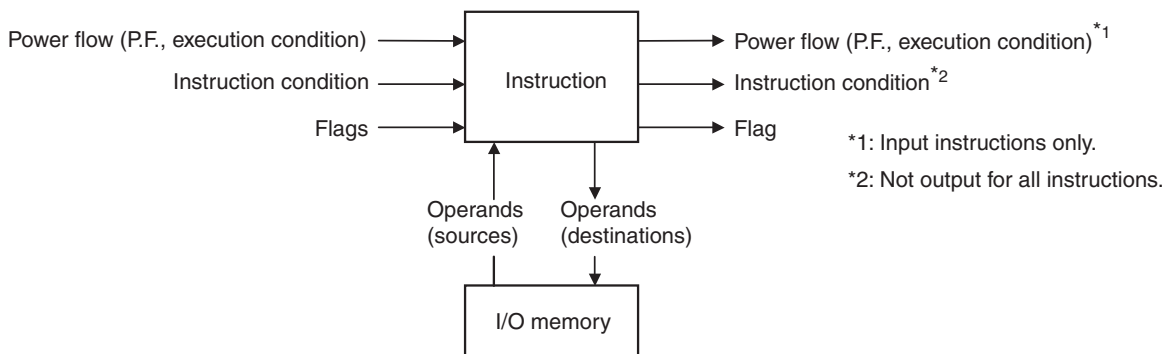 Power flow (P.F., execution condition)
Instruction condition
Flags
Instruction
Power flow (P.F., execution condition)*1
Instruction condition*2
Flag
*1: Input instructions only.
*2: Not output for all instructions.
Operands
(sources)
Operands
(destinations)
I/O memory